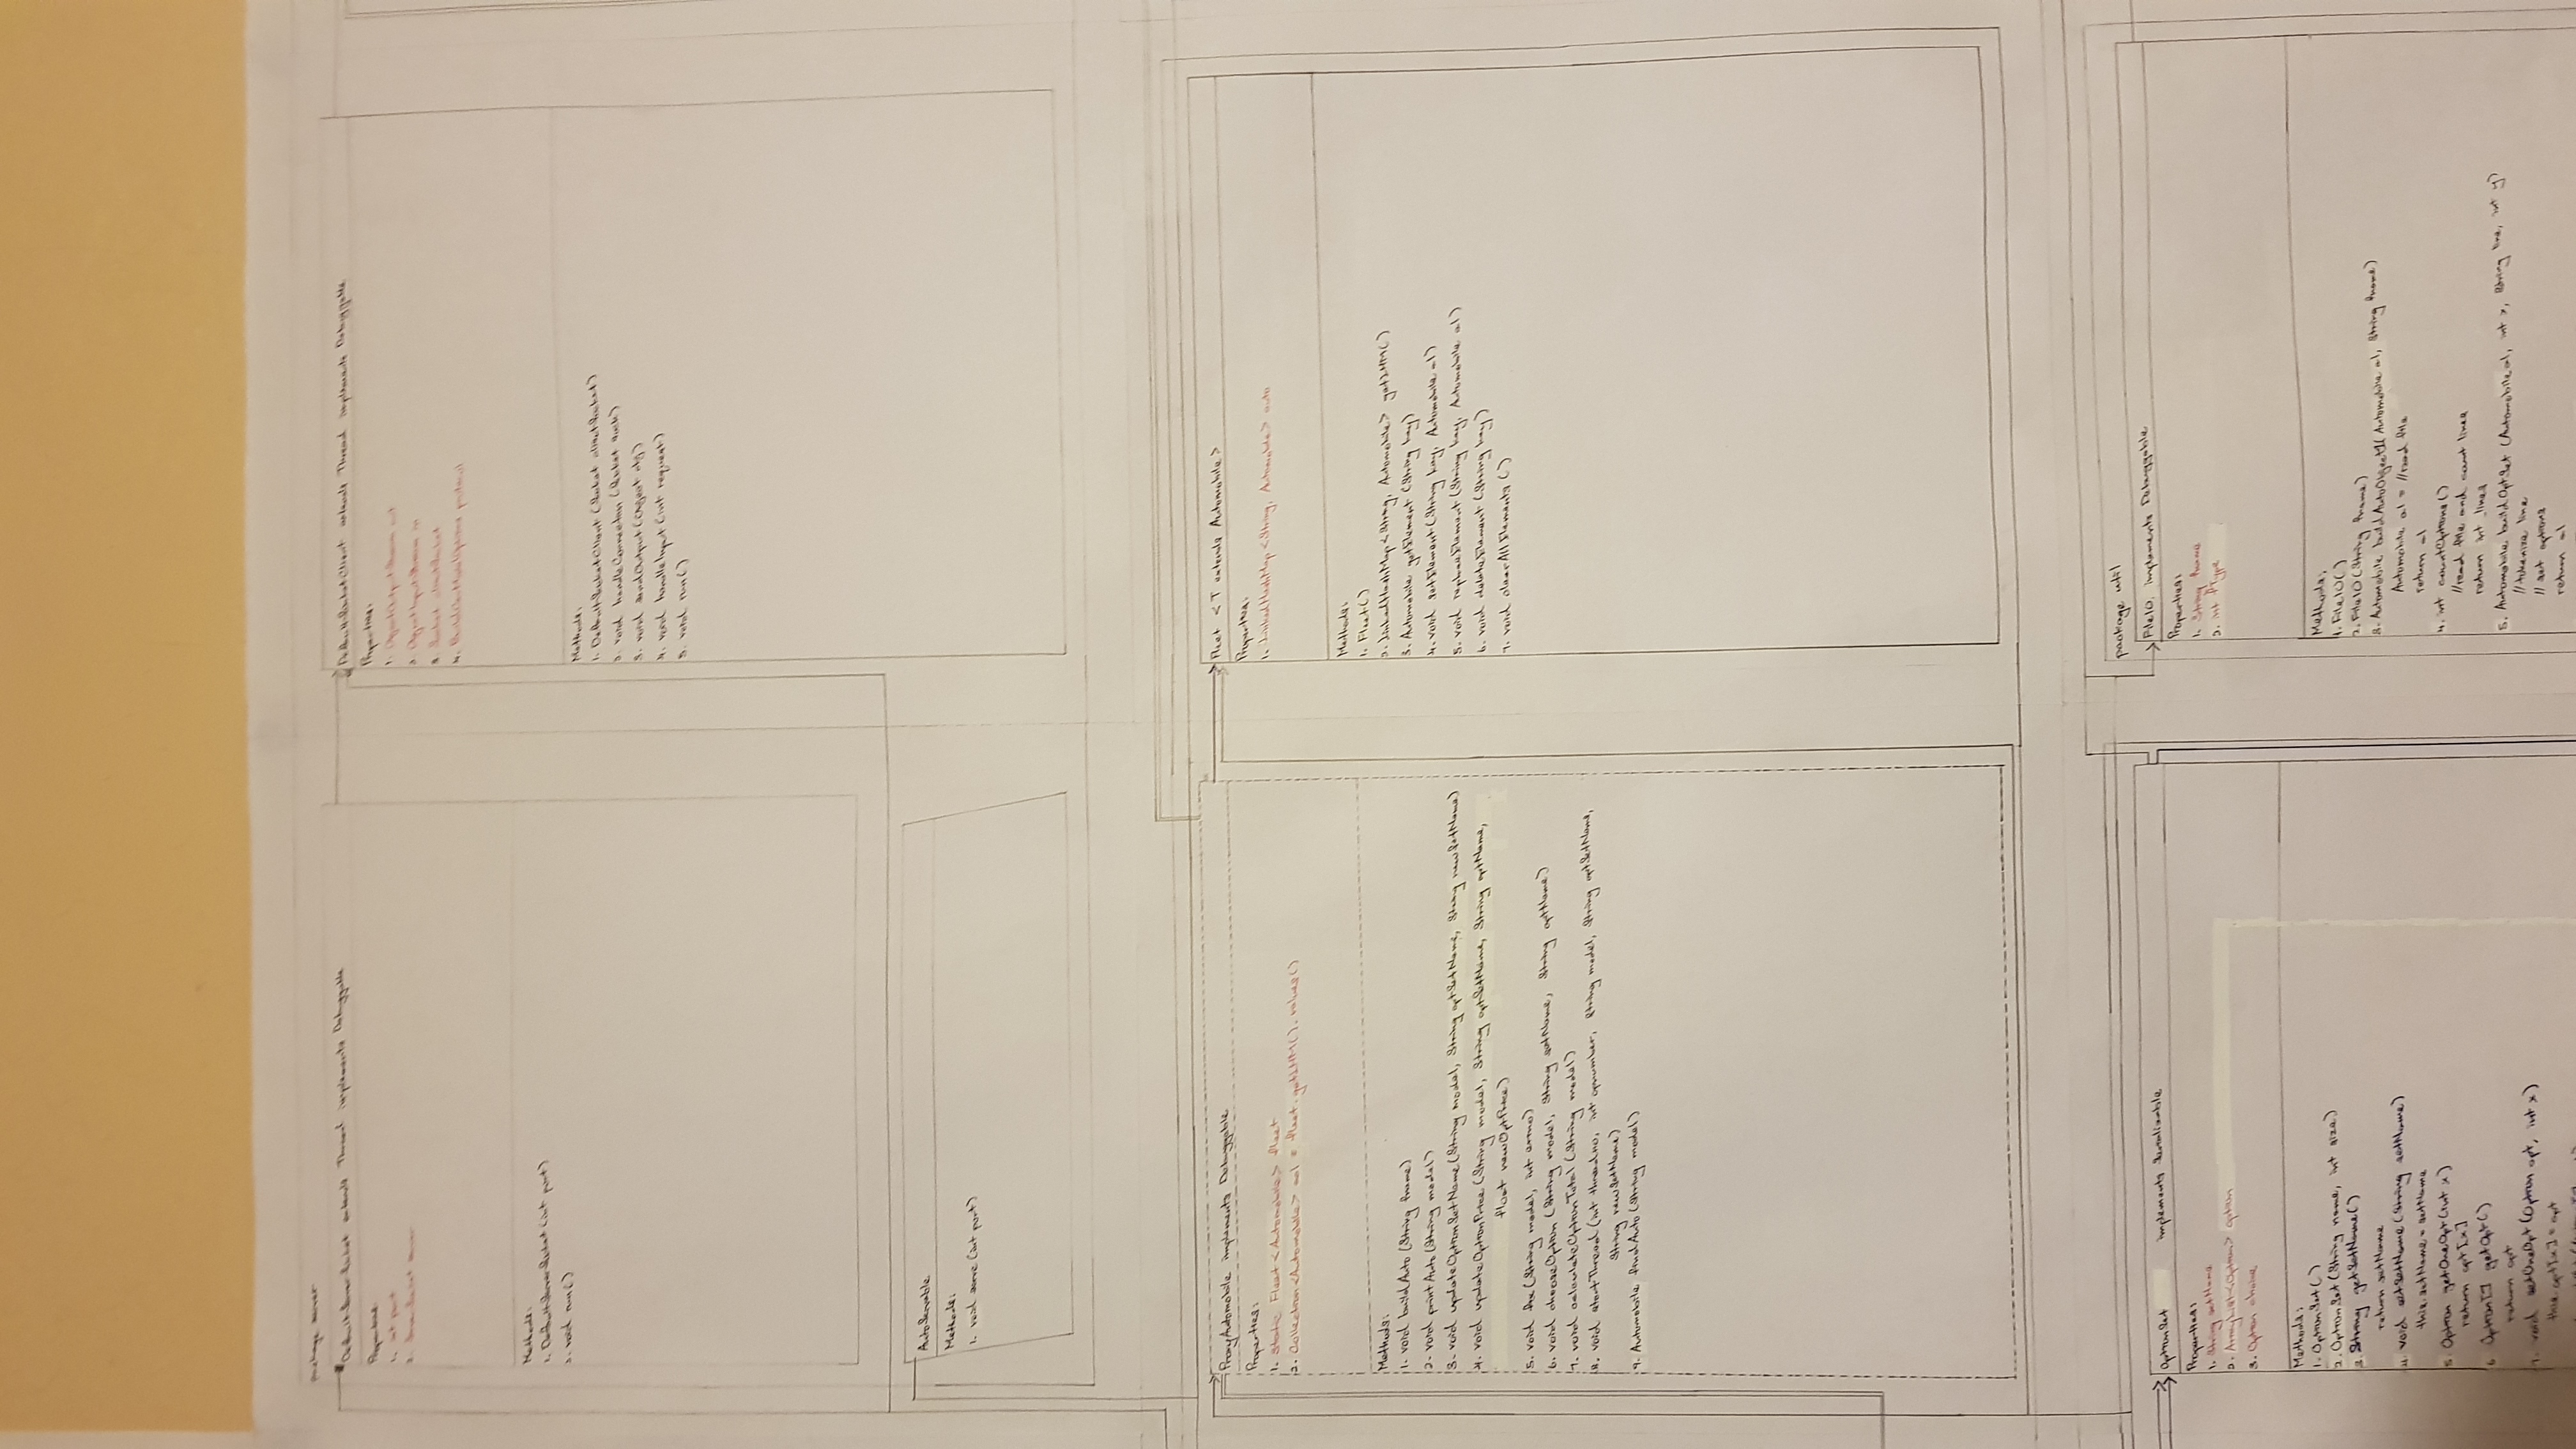 package server
DefaultServerSocket extends Thread implements Debuggable
Properties:
1. int port
2. ServerSocket server
Methods:
1. DefaultServerSocket (int port)
2. void run()
DefaultSocketClient extends Thread implements Debuggable
Properties:
1. ObjectOutputStream out
2. ObjectInputStream in
3. Socket clientSocket
4. BuildCarModelOptions protocol
Methods:
1. DefaultSocketClient (Socket clientSocket)
2. void handleConnection (Socket sock)
3. void sendOutput (Object obj)
4. void handleInput (int request)
5. void run()
AutoServable
Methods:
1. void serve (int port)
ProxyAutomobile implements Debuggable
Properties:
1. static Fleet <Automobile> fleet
2. Collection <Automobile> col = fleet.getLHM().values()
Methods:
1. void buildAuto (String fname)
2. void printAuto (String model)
3. void updateOptionSetName (String model, String optSetName, String newSetName)
4. void updateOptionPrice (String model, String optSetName, String optName,
float newOptPrice)
5. void fix (String model, int errno)
6. void chooseOption (String model, String setName, String optName)
7. void calculateOptionTotal (String model)
8. void startThread (int threadno, int opnumber, String model, String optSetName,
String newSetName)
9. Automobile findAuto (String model)
Fleet <T extends Automobile>
Properties:
1. LinkedHashMap <String, Automobile> auto
Methods:
1. Fleet()
2. LinkedHashMap <String, Automobile> getLHM()
3. Automobile getElement (String key)
4. void setElement (String key, Automobile a1)
5. void replaceElement (String key, Automobile a1)
6. void deleteElement (String key)
7. void clearAllElements ()
OptionSet implements Serializable
Properties:
1. String setName
2. ArrayList <Option> option
3. Option choice
Methods:
1. OptionSet ()
2. OptionSet (String name, int size)
3. String getSetName()
return setName
4. void setSetName (String setName)
this.setName = setName
5. Option getOneOpt (int x)
return opt [x]
6. Option[] getOpt ()
return opt
7. void setOneOpt (Option opt, int x)
this.opt [x] = opt
package util
FileIO implements Debuggable
Properties:
1. String fname
2. int fType
Methods:
1. FileIO ()
2. FileIO (String fname)
3. Automobile buildAutoObject1 (Automobile a1, String fname)
Automobile a1 = //read file
return a1
4. int countOptions ()
//read file and count lines
return int lines
5. Automobile buildOptSet (Automobile a1, int x, String line, int y)
//tokenize line
// set options
return a1